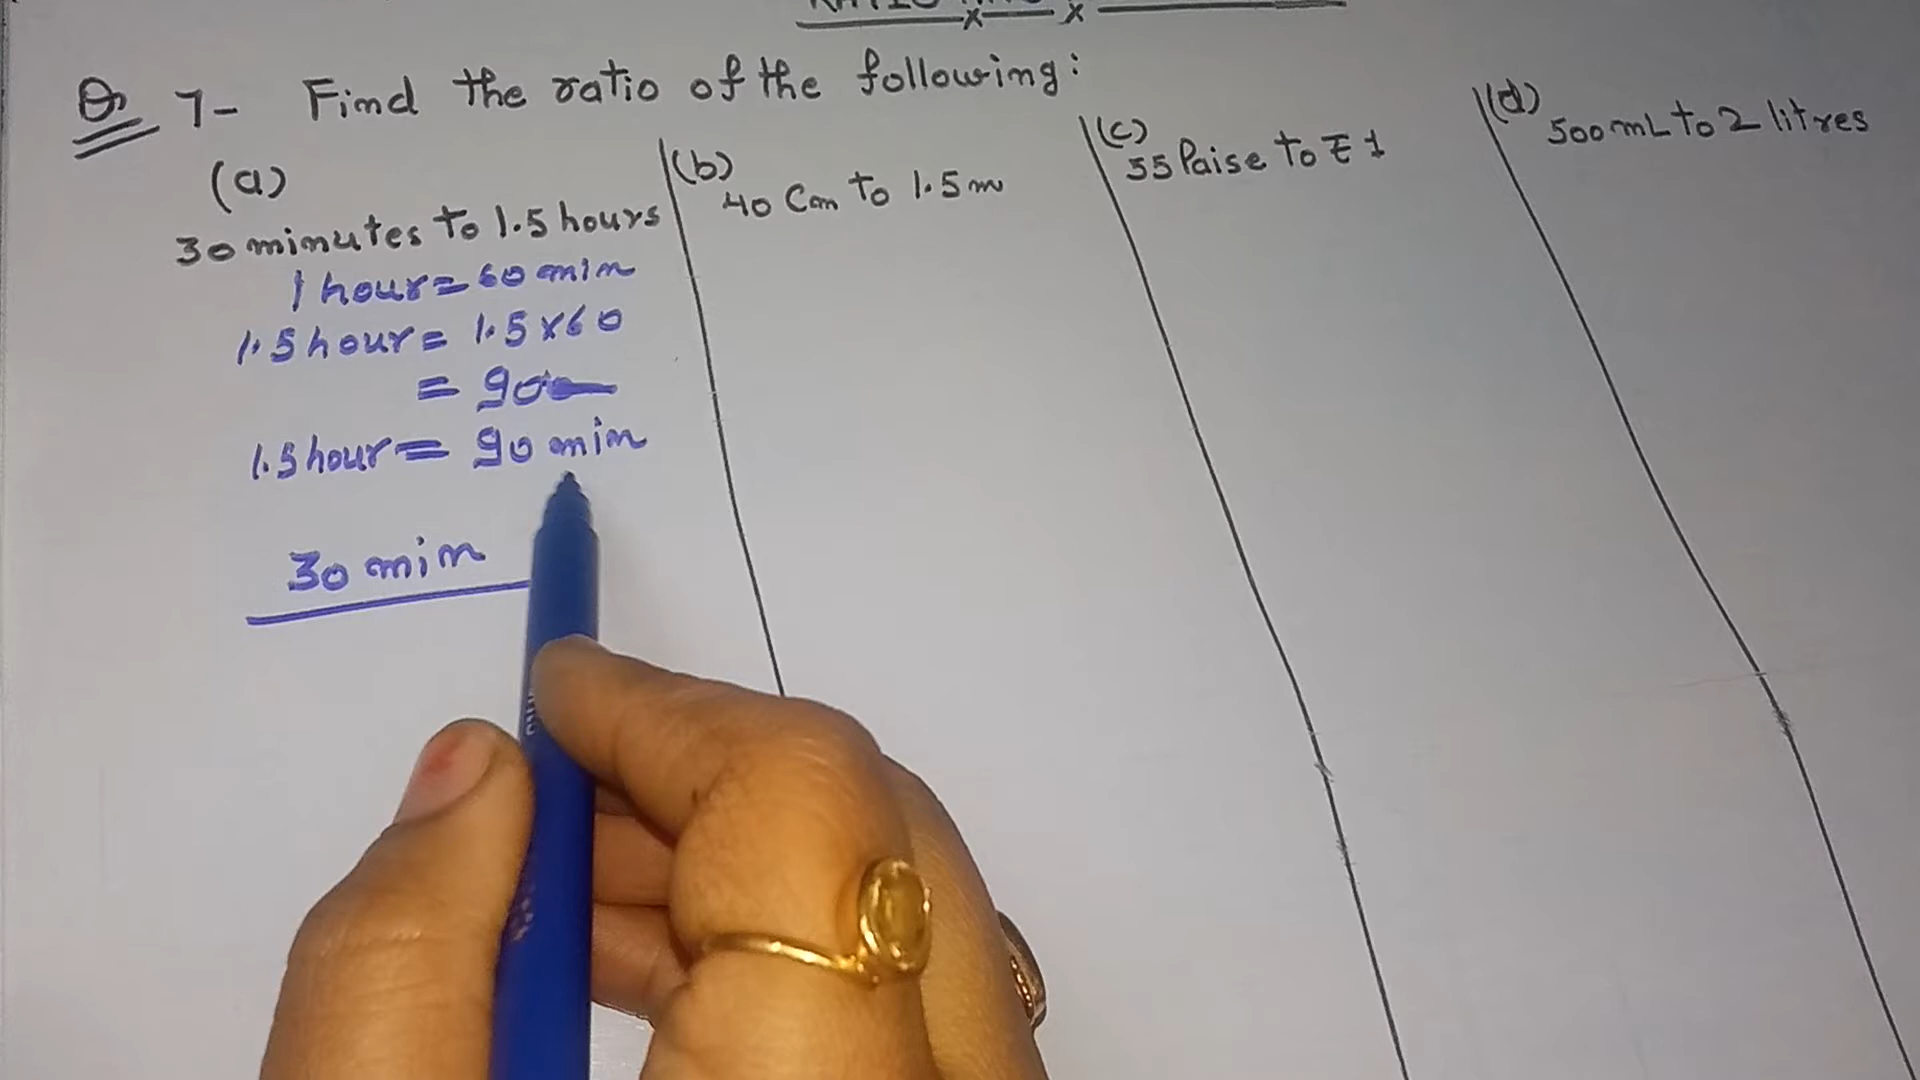 Q 7- Find the ratio of the following:
(a)
30 minutes to 1.5 hours
1 hour = 60 min
1.5 hour = 1.5 x 60
= 90
1.5 hour = 90 min
30 min
(b)
40 Cm to 1.5 m
(c)
55 Paise to ₹ 1
(d)
500 mL to 2 litres